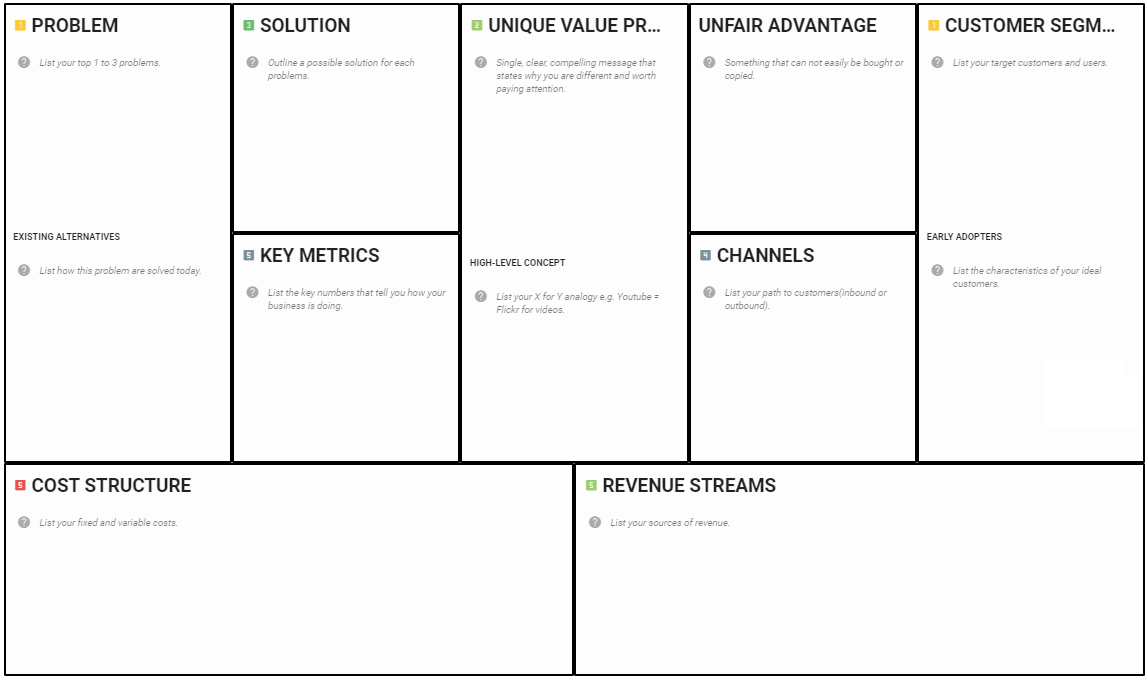 1 PROBLEM
? List your top 1 to 3 problems.
EXISTING ALTERNATIVES
? List how this problem are solved today.
3 SOLUTION
? Outline a possible solution for each
problems.
5 KEY METRICS
? List the key numbers that tell you how your
business is doing.
2 UNIQUE VALUE PR...
? Single, clear, compelling message that
states why you are different and worth
paying attention.
HIGH-LEVEL CONCEPT
? List your X for Y analogy e.g. Youtube =
Flickr for videos.
UNFAIR ADVANTAGE
? Something that can not easily be bought or
copied.
4 CHANNELS
? List your path to customers(inbound or
outbound).
1 CUSTOMER SEGM...
? List your target customers and users.
EARLY ADOPTERS
? List the characteristics of your ideal
customers.
5 COST STRUCTURE
? List your fixed and variable costs.
5 REVENUE STREAMS
? List your sources of revenue.